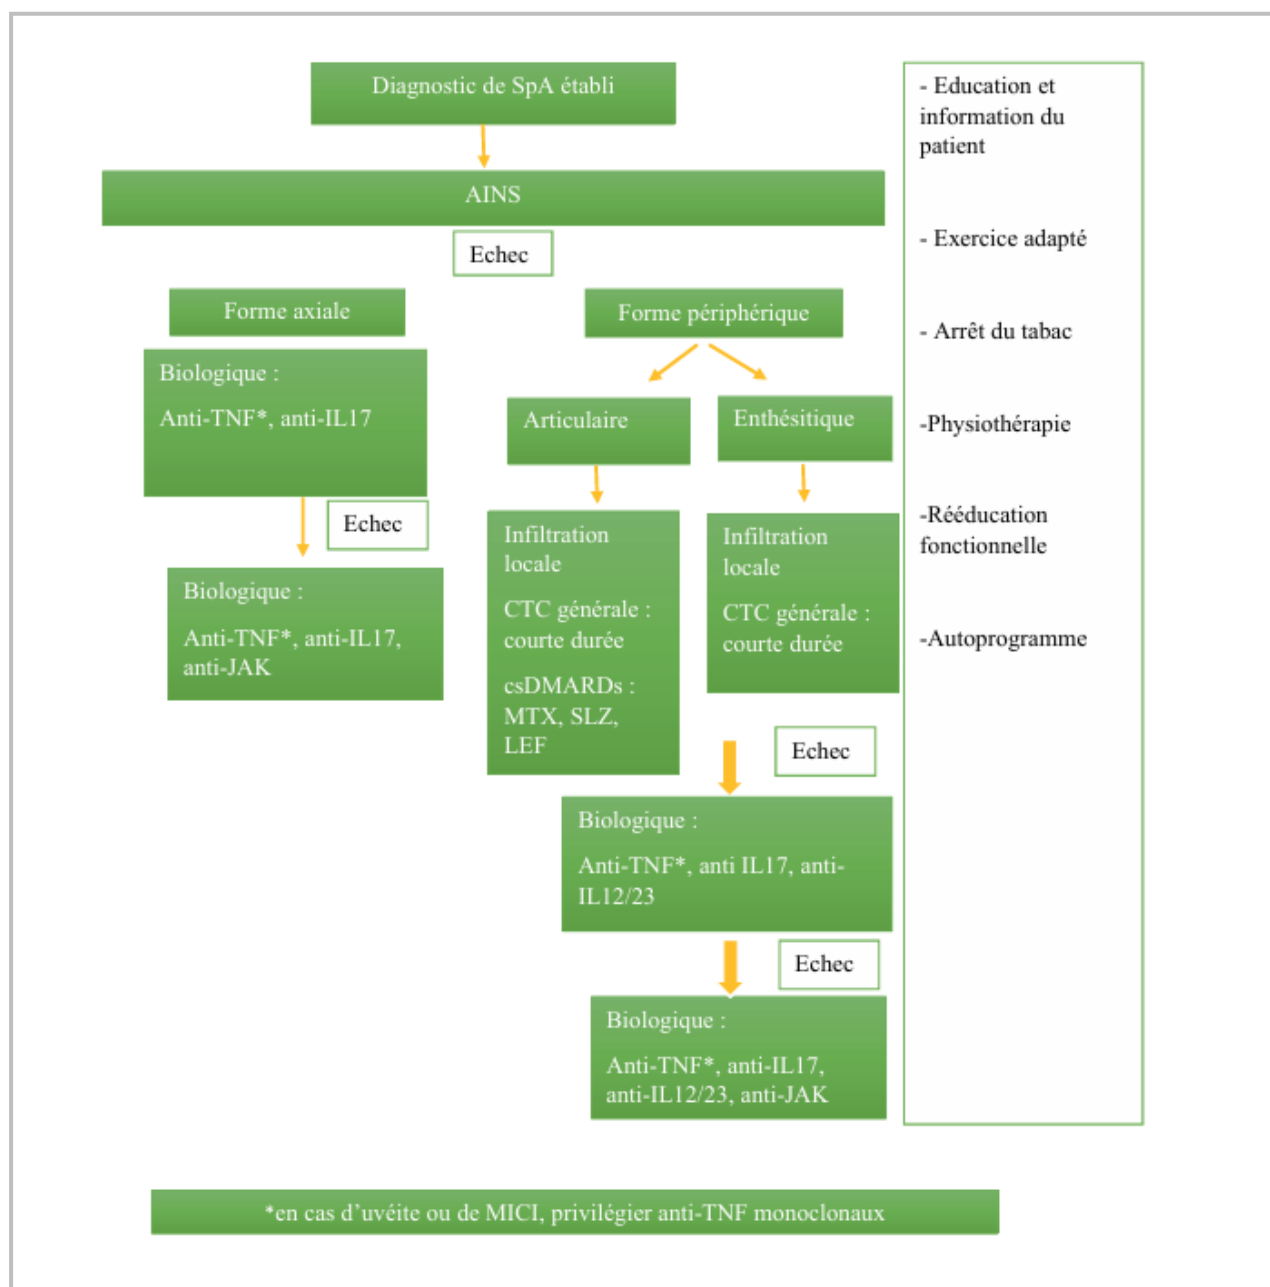 Diagnostic de SpA établi
AINS
Echec
Forme axiale
Biologique :
Anti-TNF*, anti-IL17
Echec
Biologique :
Anti-TNF*, anti-IL17,
anti-JAK
Forme périphérique
Articulaire
Infiltration
locale
CTC générale :
courte durée
csDMARDs :
MTX, SLZ,
LEF
Enthésitique
Infiltration
locale
CTC générale :
courte durée
Echec
Biologique :
Anti-TNF*, anti IL17, anti-
IL12/23
Echec
Biologique :
Anti-TNF*, anti-IL17,
anti-IL12/23, anti-JAK
- Education et
information du
patient
- Exercice adapté
- Arrêt du tabac
-Physiothérapie
-Rééducation
fonctionnelle
-Autoprogramme
*en cas d’uvéite ou de MICI, privilégier anti-TNF monoclonaux